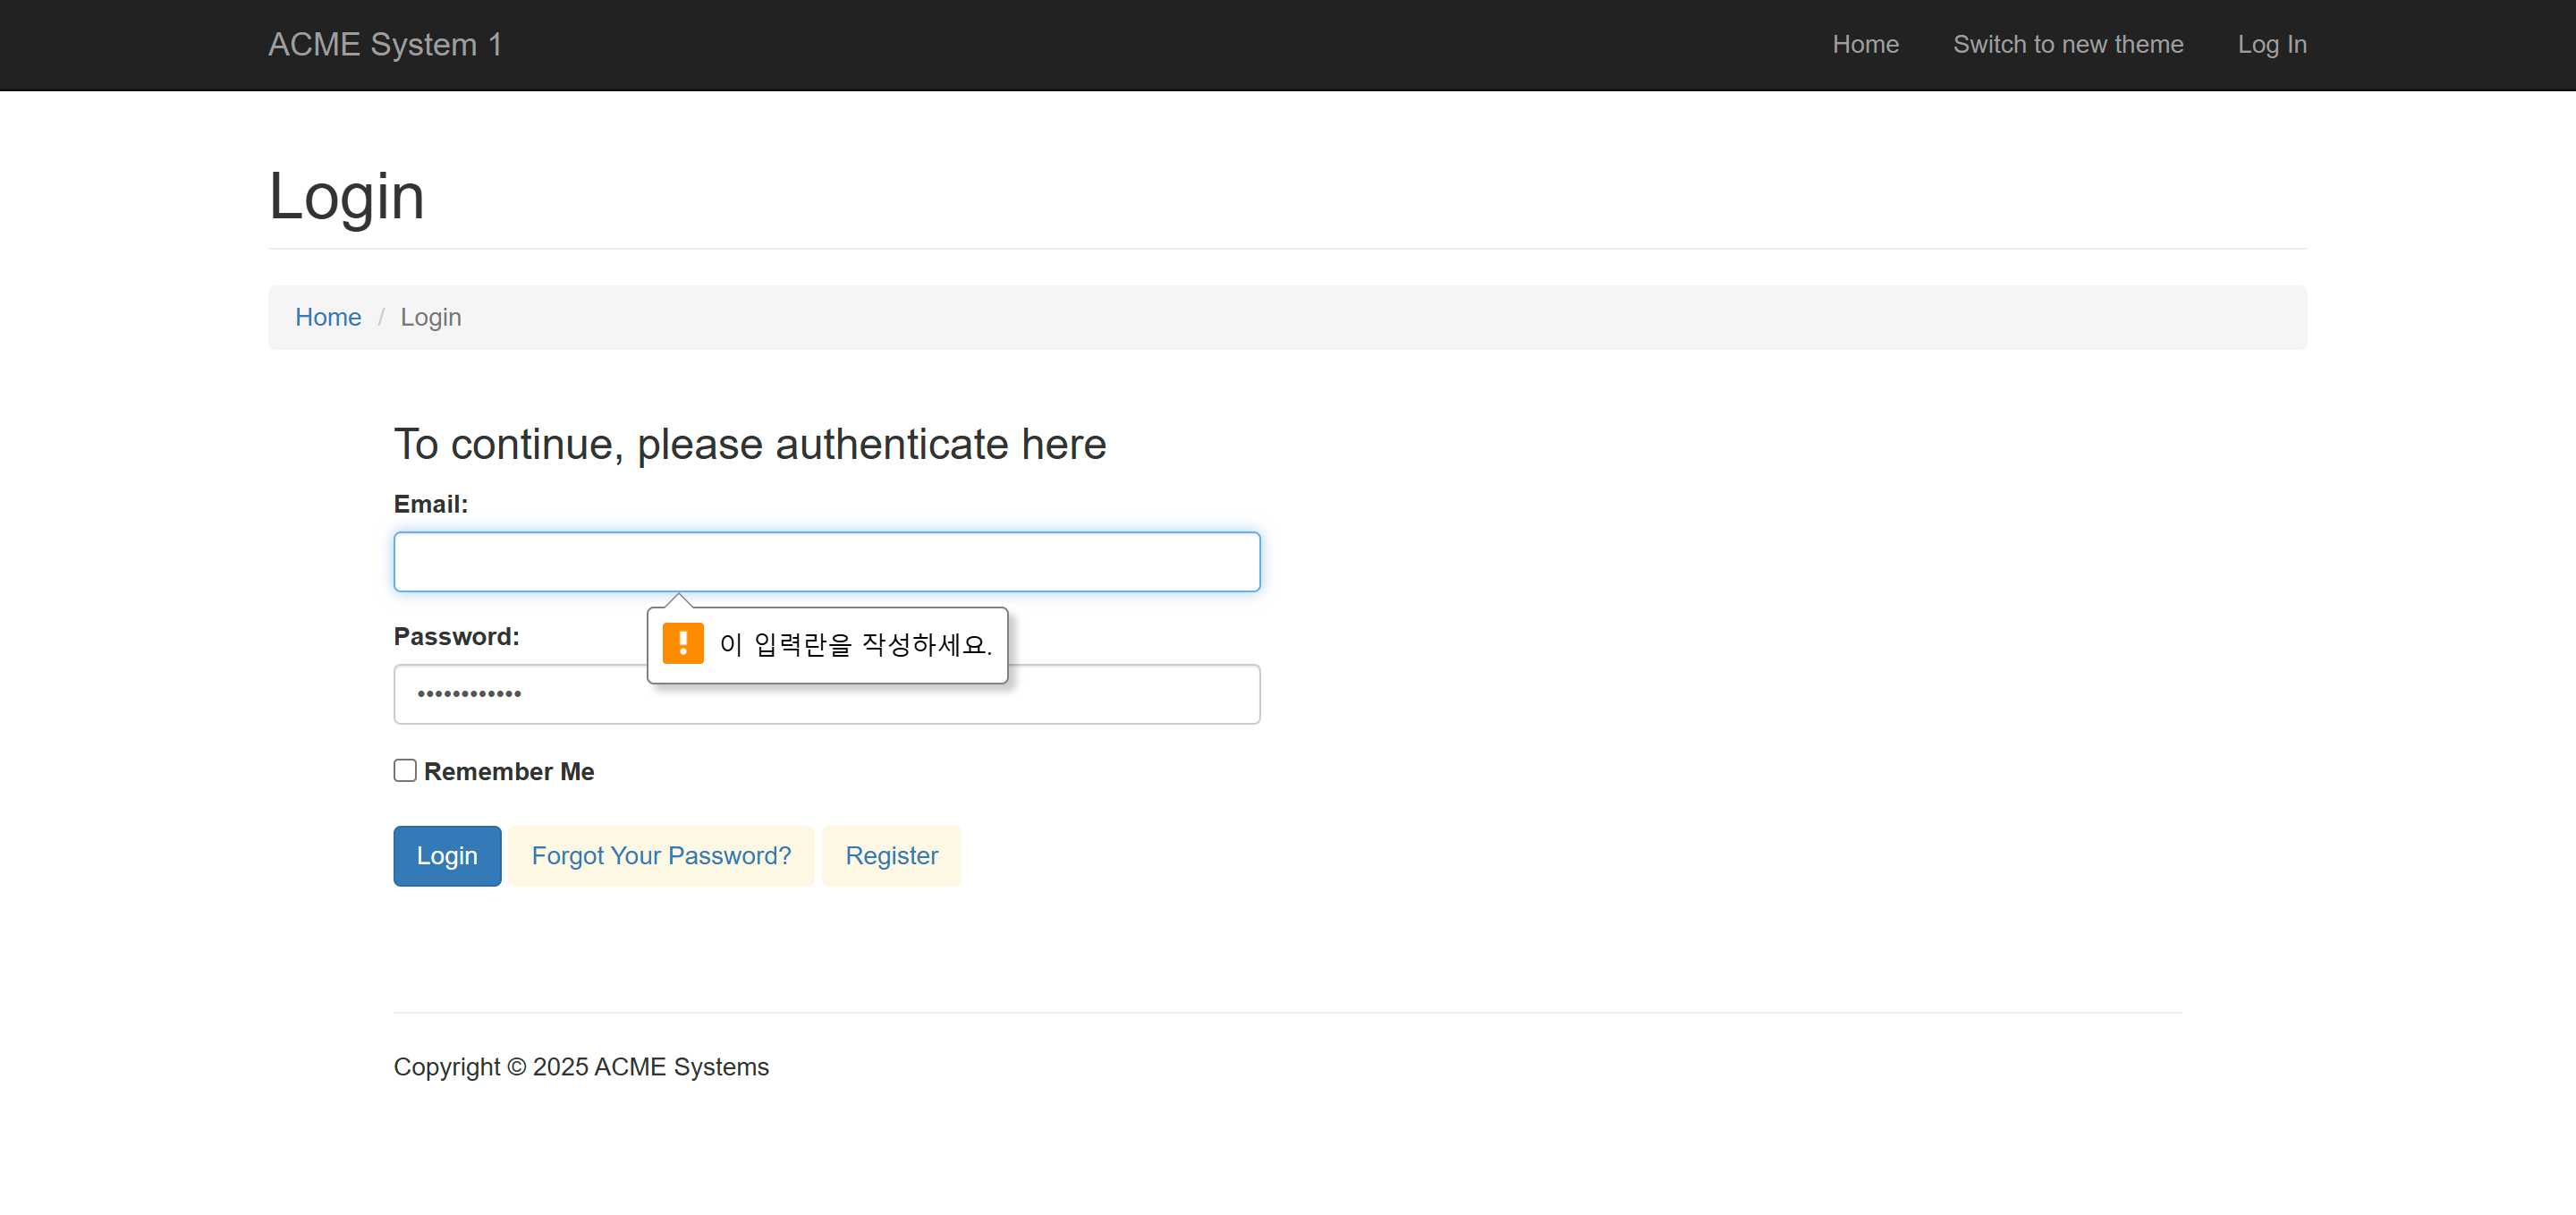 ACME System 1 Home Switch to new theme Log In
Login
Home / Login
To continue, please authenticate here
Email:
이 입력란을 작성하세요.
Password:
••••••••••••
Remember Me
Login Forgot Your Password? Register
Copyright © 2025 ACME Systems